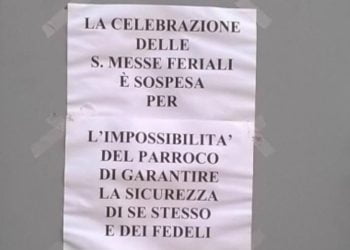 LA CELEBRAZIONE
DELLE
S. MESSE FERIALI
È SOSPESA
PER
L'IMPOSSIBILITA'
DEL PARROCO
DI GARANTIRE
LA SICUREZZA
DI SE STESSO
E DEI FEDELI